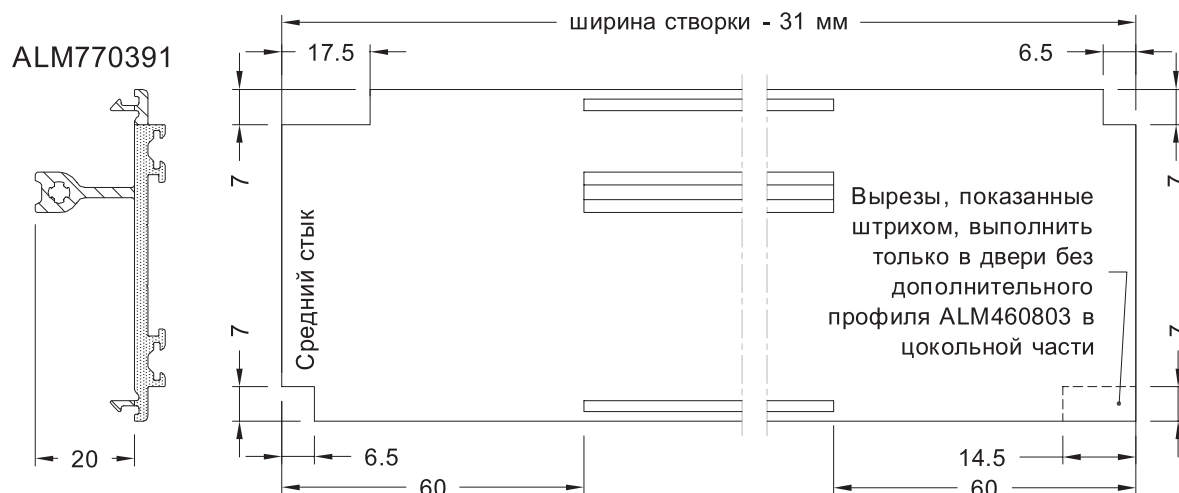 ширина створки - 31 мм
ALM770391
17.5
6.5
7
7
Вырезы, показанные
штрихом, выполнить
только в двери без
дополнительного
профиля ALM460803 в
цокольной части
Средний стык
7
7
20
6.5
14.5
60
60